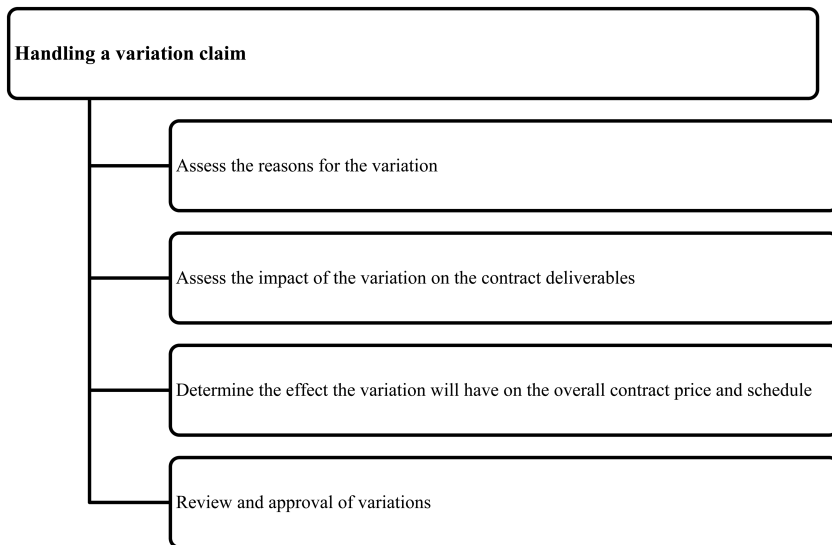 Handling a variation claim
Assess the reasons for the variation
Assess the impact of the variation on the contract deliverables
Determine the effect the variation will have on the overall contract price and schedule
Review and approval of variations